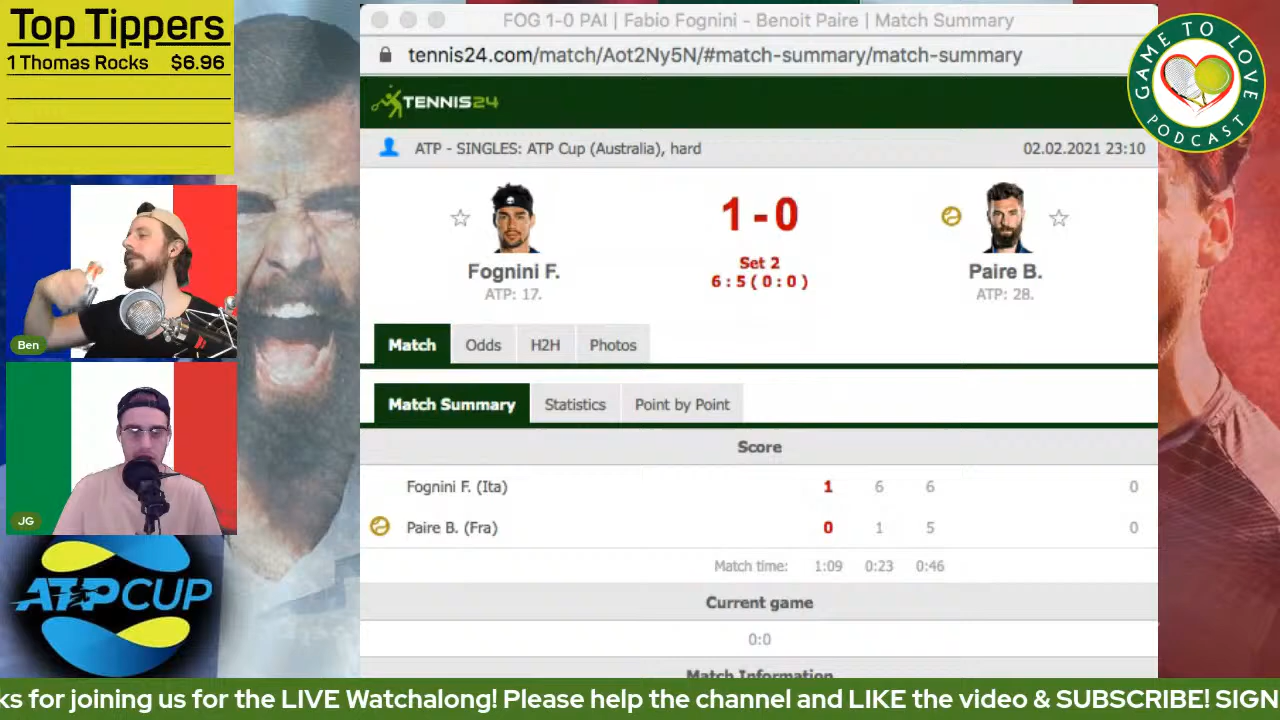 Top Tippers
1 Thomas Rocks $6.96
Ben
JG
ATP CUP
FOG 1-0 PAI | Fabio Fognini - Benoit Paire | Match Summary
tennis24.com/match/Aot2Ny5N/#match-summary/match-summary
TENNIS24
ATP - SINGLES: ATP Cup (Australia), hard 02.02.2021 23:10
1 - 0
Set 2
6 : 5 ( 0 : 0 )
Fognini F.
ATP: 17.
Paire B.
ATP: 28.
Match Odds H2H Photos
Match Summary Statistics Point by Point
Score
Fognini F. (Ita) 1 6 6 0
Paire B. (Fra) 0 1 5 0
Match time: 1:09 0:23 0:46
Current game
0:0
Match Information
GAME TO LOVE
PODCAST
ks for joining us for the LIVE Watchalong! Please help the channel and LIKE the video & SUBSCRIBE! SIGN